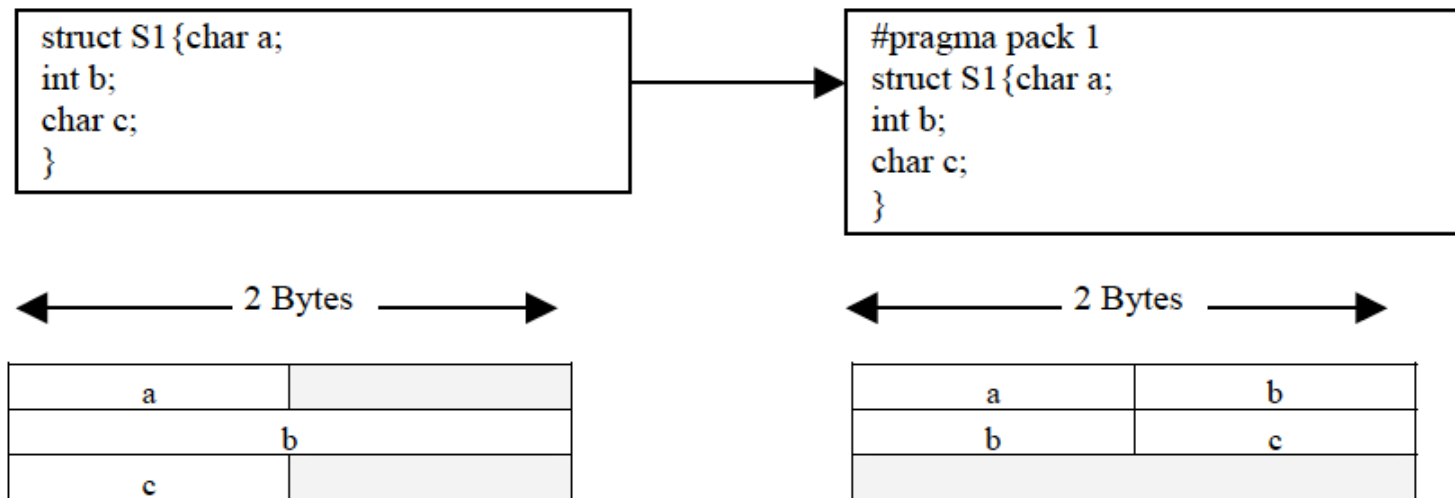 struct S1{char a;
int b;
char c;
}
#pragma pack 1
struct S1{char a;
int b;
char c;
}
2 Bytes
2 Bytes
a
b
c
a b
b c